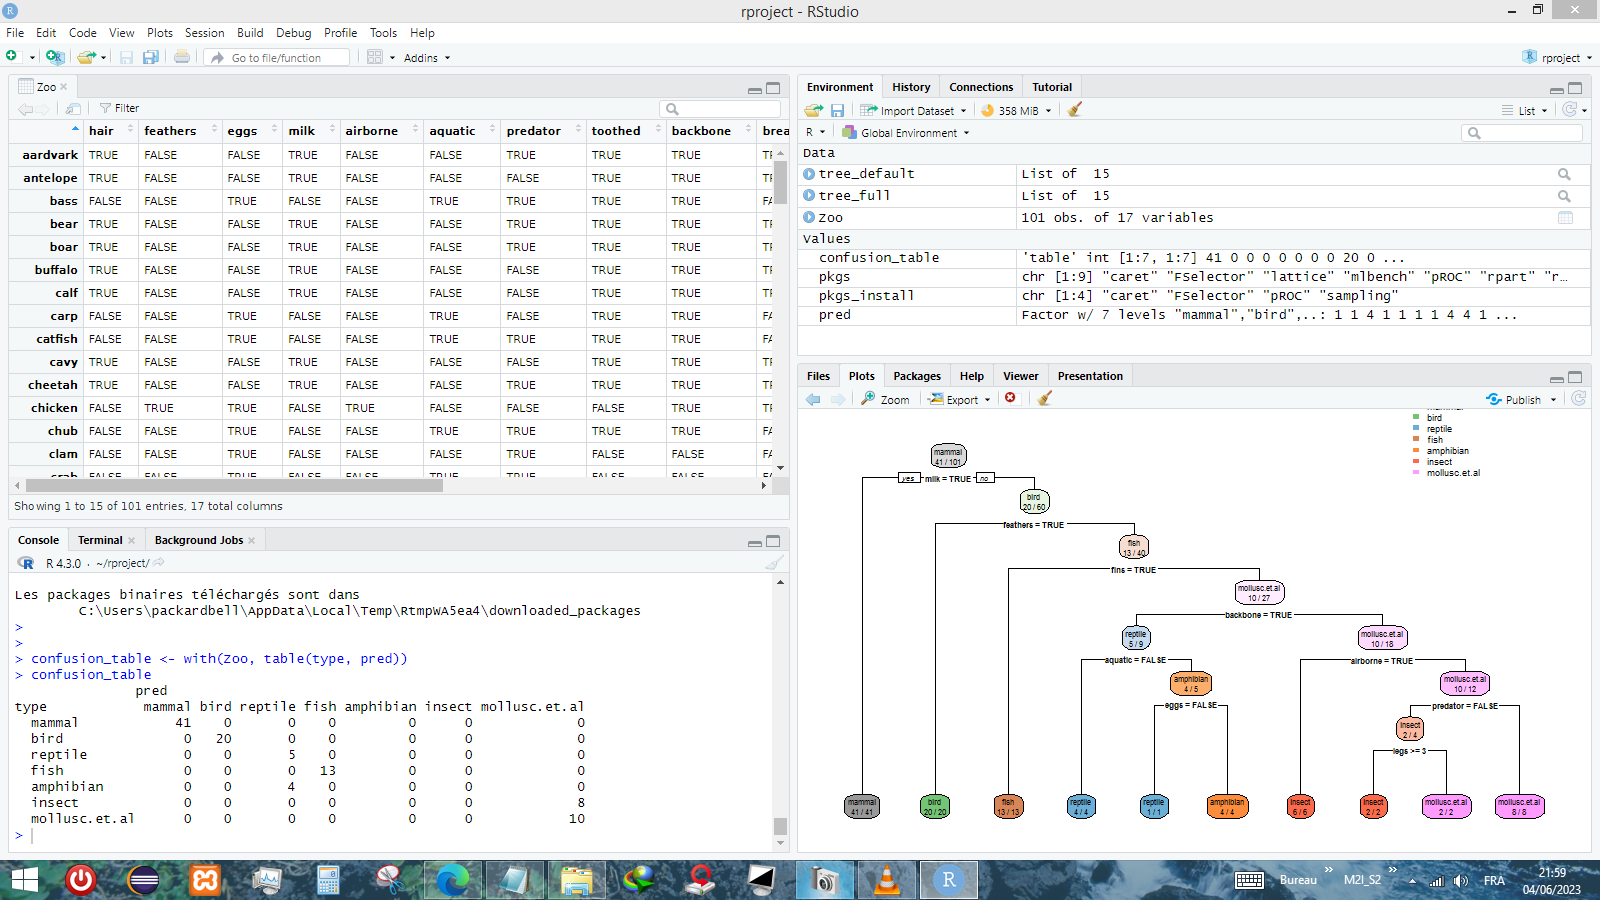 rproject - RStudio
File Edit Code View Plots Session Build Debug Profile Tools Help
Go to file/function Addins rproject
Zoo
Filter
hair feathers eggs milk airborne aquatic predator toothed backbone brea
aardvark TRUE FALSE FALSE TRUE FALSE FALSE TRUE TRUE TRUE TF
antelope TRUE FALSE FALSE TRUE FALSE FALSE FALSE TRUE TRUE TF
bass FALSE FALSE TRUE FALSE FALSE TRUE TRUE TRUE TRUE FA
bear TRUE FALSE FALSE TRUE FALSE FALSE TRUE TRUE TRUE TF
boar TRUE FALSE FALSE TRUE FALSE FALSE TRUE TRUE TRUE TF
buffalo TRUE FALSE FALSE TRUE FALSE FALSE FALSE TRUE TRUE TF
calf TRUE FALSE FALSE TRUE FALSE FALSE FALSE TRUE TRUE TF
carp FALSE FALSE TRUE FALSE FALSE TRUE FALSE TRUE TRUE FA
catfish FALSE FALSE TRUE FALSE FALSE TRUE TRUE TRUE TRUE FA
cavy TRUE FALSE FALSE TRUE FALSE FALSE FALSE TRUE TRUE TF
cheetah TRUE FALSE FALSE TRUE FALSE FALSE TRUE TRUE TRUE TF
chicken FALSE TRUE TRUE FALSE TRUE FALSE FALSE FALSE TRUE TF
chub FALSE FALSE TRUE FALSE FALSE TRUE TRUE TRUE TRUE FA
clam FALSE FALSE TRUE FALSE FALSE FALSE TRUE FALSE FALSE FA
Showing 1 to 15 of 101 entries, 17 total columns
Console Terminal Background Jobs
R 4.3.0 · ~/rproject/
Les packages binaires téléchargés sont dans
C:\Users\packardbell\AppData\Local\Temp\RtmpWA5ea4\downloaded_packages
>
>
> confusion_table <- with(Zoo, table(type, pred))
> confusion_table
pred
type mammal bird reptile fish amphibian insect mollusc.et.al
mammal 41 0 0 0 0 0 0
bird 0 20 0 0 0 0 0
reptile 0 0 5 0 0 0 0
fish 0 0 0 13 0 0 0
amphibian 0 0 4 0 0 0 0
insect 0 0 0 0 0 0 8
mollusc.et.al 0 0 0 0 0 0 10
>
Environment History Connections Tutorial
Import Dataset 358 MiB List
R Global Environment
Data
tree_default List of 15
tree_full List of 15
Zoo 101 obs. of 17 variables
Values
confusion_table 'table' int [1:7, 1:7] 41 0 0 0 0 0 0 0 20 0 ...
pkgs chr [1:9] "caret" "FSelector" "lattice" "mlbench" "pROC" "rpart" "r…
pkgs_install chr [1:4] "caret" "FSelector" "pROC" "sampling"
pred Factor w/ 7 levels "mammal","bird",..: 1 1 4 1 1 1 1 4 4 1 ...
Files Plots Packages Help Viewer Presentation
Zoom Export Publish
bird
reptile
fish
amphibian
insect
mollusc.et.al
mammal
41 / 101
yes milk = TRUE no
bird
20 / 60
feathers = TRUE
fish
13 / 40
fins = TRUE
mollusc.et.al
10 / 27
backbone = TRUE
reptile
5 / 9
mollusc.et.al
10 / 18
aquatic = FALSE
airborne = TRUE
amphibian
4 / 5
mollusc.et.al
10 / 12
eggs = FALSE
predator = FALSE
insect
2 / 4
legs >= 3
mammal
41 / 41
bird
20 / 20
fish
13 / 13
reptile
4 / 4
reptile
1 / 1
amphibian
4 / 4
insect
6 / 6
insect
2 / 2
mollusc.et.al
2 / 2
mollusc.et.al
8 / 8
Bureau » M2I_S2 » FRA
21:59
04/06/2023